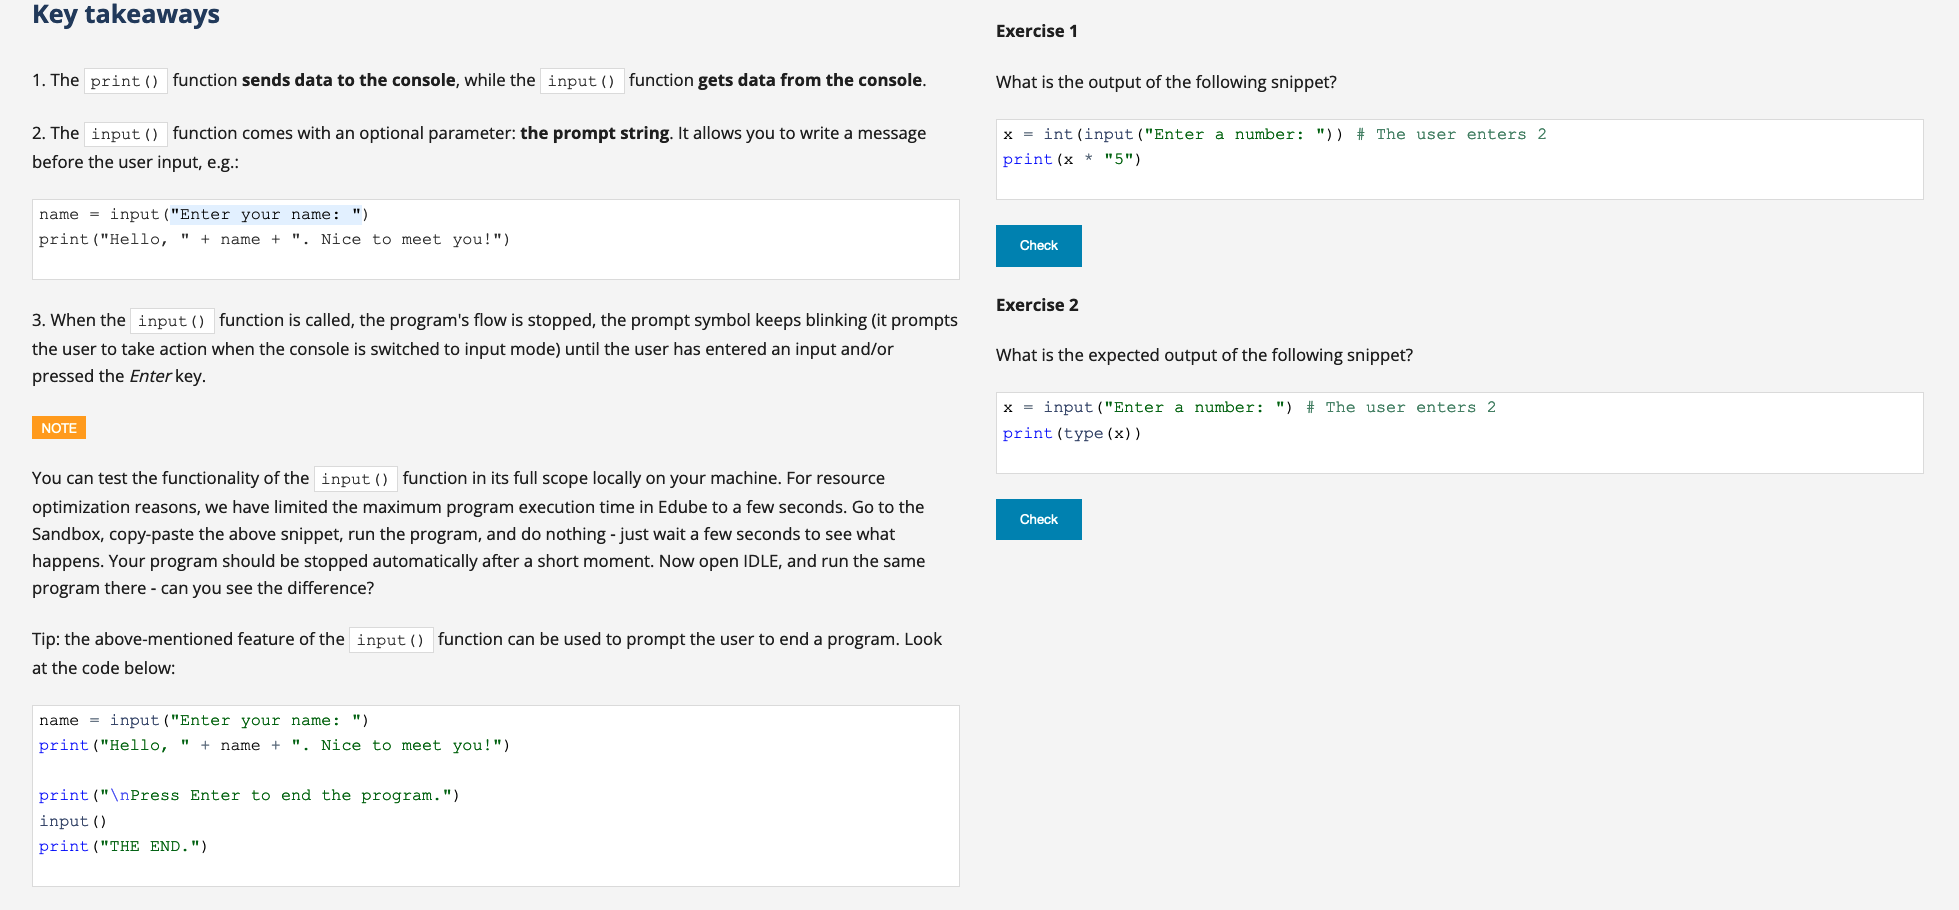 Key takeaways
1. The print() function sends data to the console, while the input() function gets data from the console.
2. The input() function comes with an optional parameter: the prompt string. It allows you to write a message
before the user input, e.g.:
name = input("Enter your name: ")
print("Hello, " + name + ". Nice to meet you!")
3. When the input() function is called, the program's flow is stopped, the prompt symbol keeps blinking (it prompts
the user to take action when the console is switched to input mode) until the user has entered an input and/or
pressed the Enter key.
NOTE
You can test the functionality of the input() function in its full scope locally on your machine. For resource
optimization reasons, we have limited the maximum program execution time in Edube to a few seconds. Go to the
Sandbox, copy-paste the above snippet, run the program, and do nothing - just wait a few seconds to see what
happens. Your program should be stopped automatically after a short moment. Now open IDLE, and run the same
program there - can you see the difference?
Tip: the above-mentioned feature of the input() function can be used to prompt the user to end a program. Look
at the code below:
name = input("Enter your name: ")
print("Hello, " + name + ". Nice to meet you!")
print("\nPress Enter to end the program.")
input()
print("THE END.")
Exercise 1
What is the output of the following snippet?
x = int(input("Enter a number: ")) # The user enters 2
print(x * "5")
Check
Exercise 2
What is the expected output of the following snippet?
x = input("Enter a number: ") # The user enters 2
print(type(x))
Check